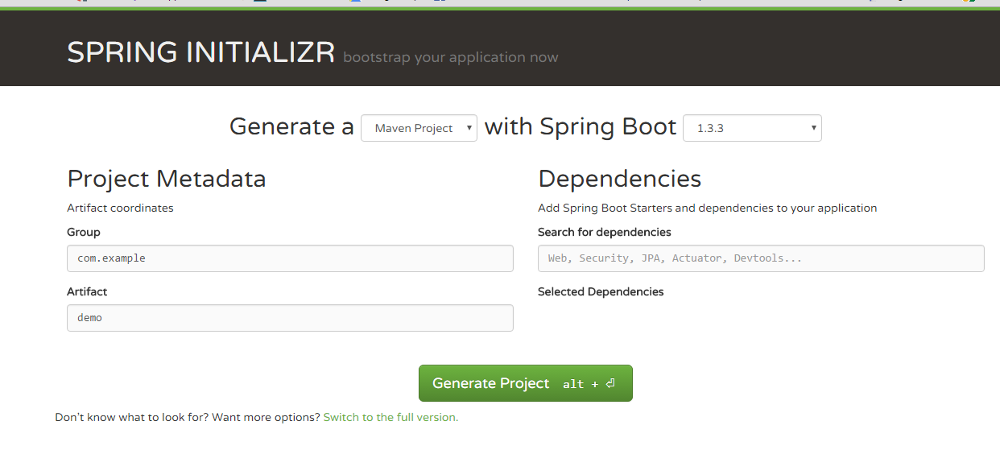 SPRING INITIALIZR bootstrap your application now
Generate a Maven Project with Spring Boot 1.3.3
Project Metadata
Artifact coordinates
Group
com.example
Artifact
demo
Dependencies
Add Spring Boot Starters and dependencies to your application
Search for dependencies
Web, Security, JPA, Actuator, Devtools...
Selected Dependencies
Generate Project alt + ⏎
Don't know what to look for? Want more options? Switch to the full version.